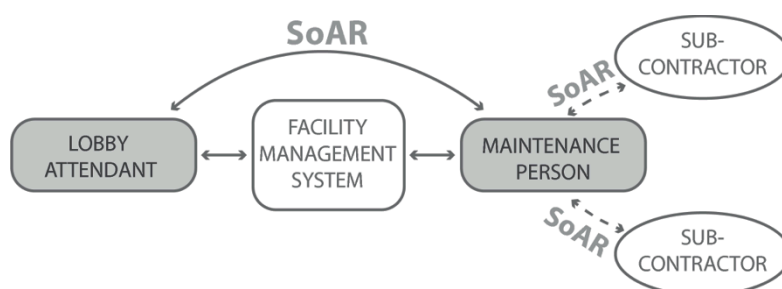 SoAR
LOBBY
ATTENDANT
FACILITY
MANAGEMENT
SYSTEM
MAINTENANCE
PERSON
SoAR
SUB-
CONTRACTOR
SoAR
SUB-
CONTRACTOR